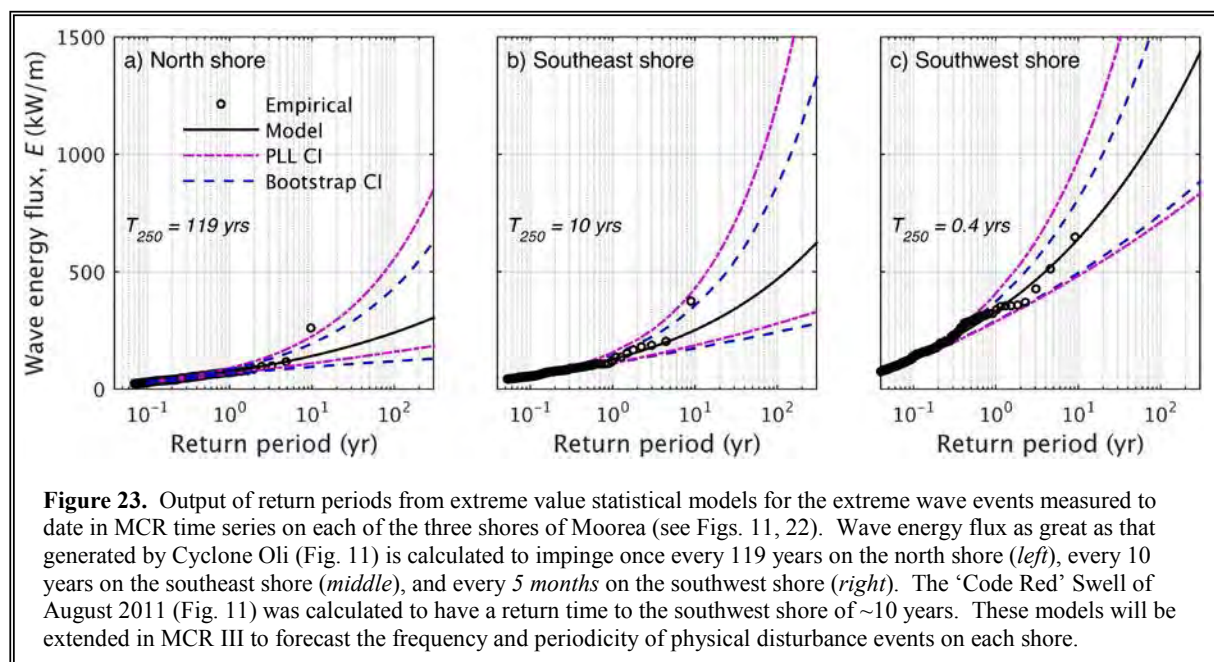 1500
1000
500
0
Wave energy flux, E (kW/m)
a) North shore
Empirical
Model
PLL CI
Bootstrap CI
T250 = 119 yrs
10-1 100 101 102
Return period (yr)
b) Southeast shore
T250 = 10 yrs
10-1 100 101 102
Return period (yr)
c) Southwest shore
T250 = 0.4 yrs
10-1 100 101 102
Return period (yr)
Figure 23. Output of return periods from extreme value statistical models for the extreme wave events measured to
date in MCR time series on each of the three shores of Moorea (see Figs. 11, 22). Wave energy flux as great as that
generated by Cyclone Oli (Fig. 11) is calculated to impinge once every 119 years on the north shore (left), every 10
years on the southeast shore (middle), and every 5 months on the southwest shore (right). The ‘Code Red’ Swell of
August 2011 (Fig. 11) was calculated to have a return time to the southwest shore of ~10 years. These models will be
extended in MCR III to forecast the frequency and periodicity of physical disturbance events on each shore.